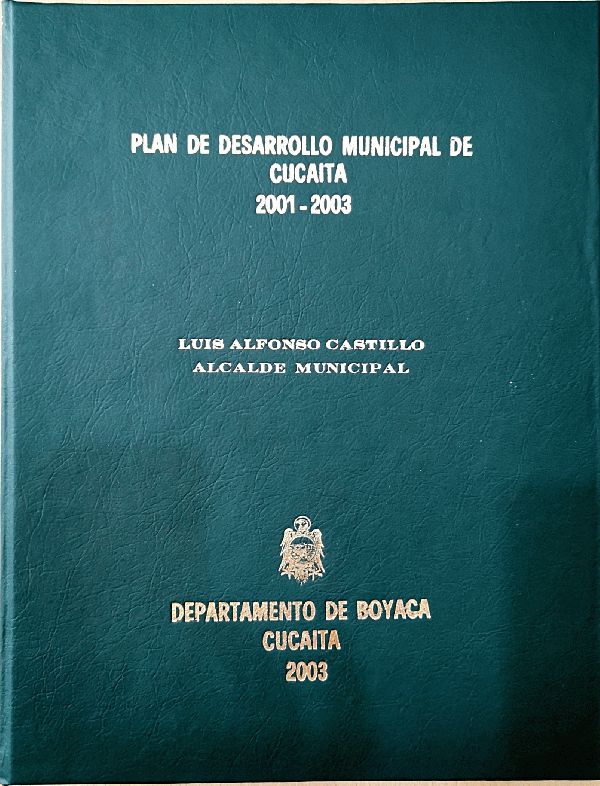 PLAN DE DESARROLLO MUNICIPAL DE
CUCAITA
2001-2003
LUIS ALFONSO CASTILLO
ALCALDE MUNICIPAL
DEPARTAMENTO DE BOYACA
CUCAITA
2003